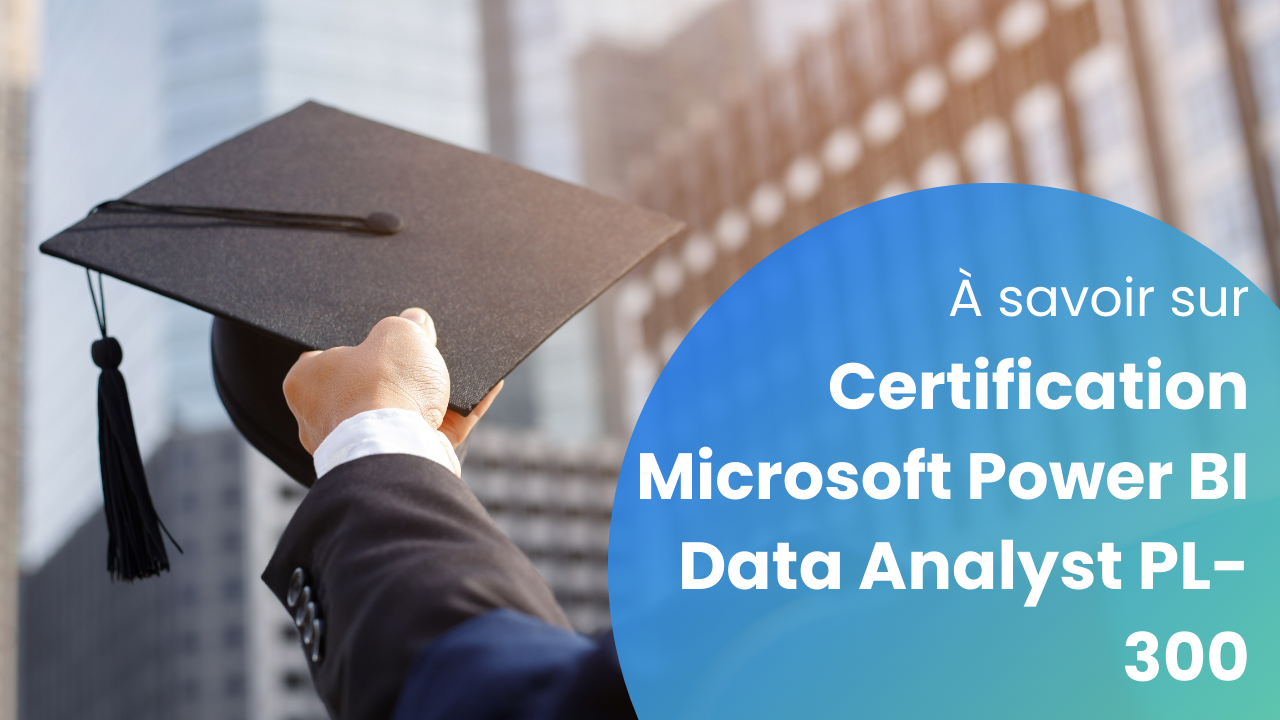 À savoir sur
Certification
Microsoft Power BI
Data Analyst PL-
300